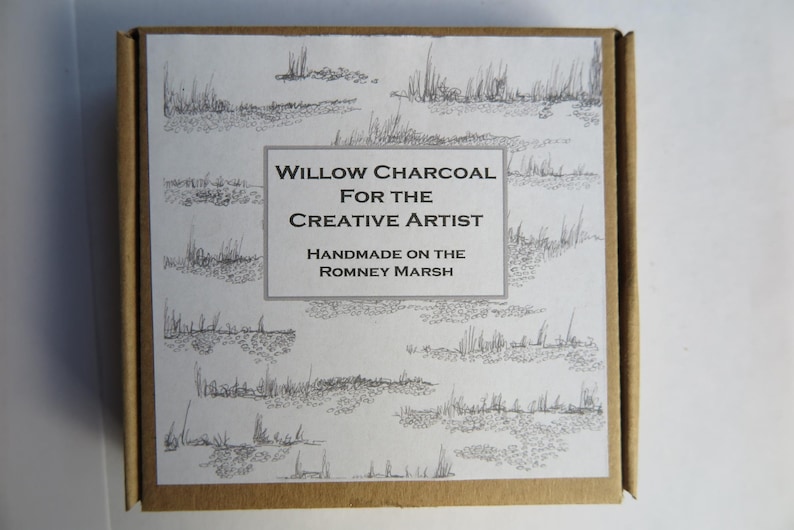 Willow Charcoal
For the
Creative Artist
Handmade on the
Romney Marsh